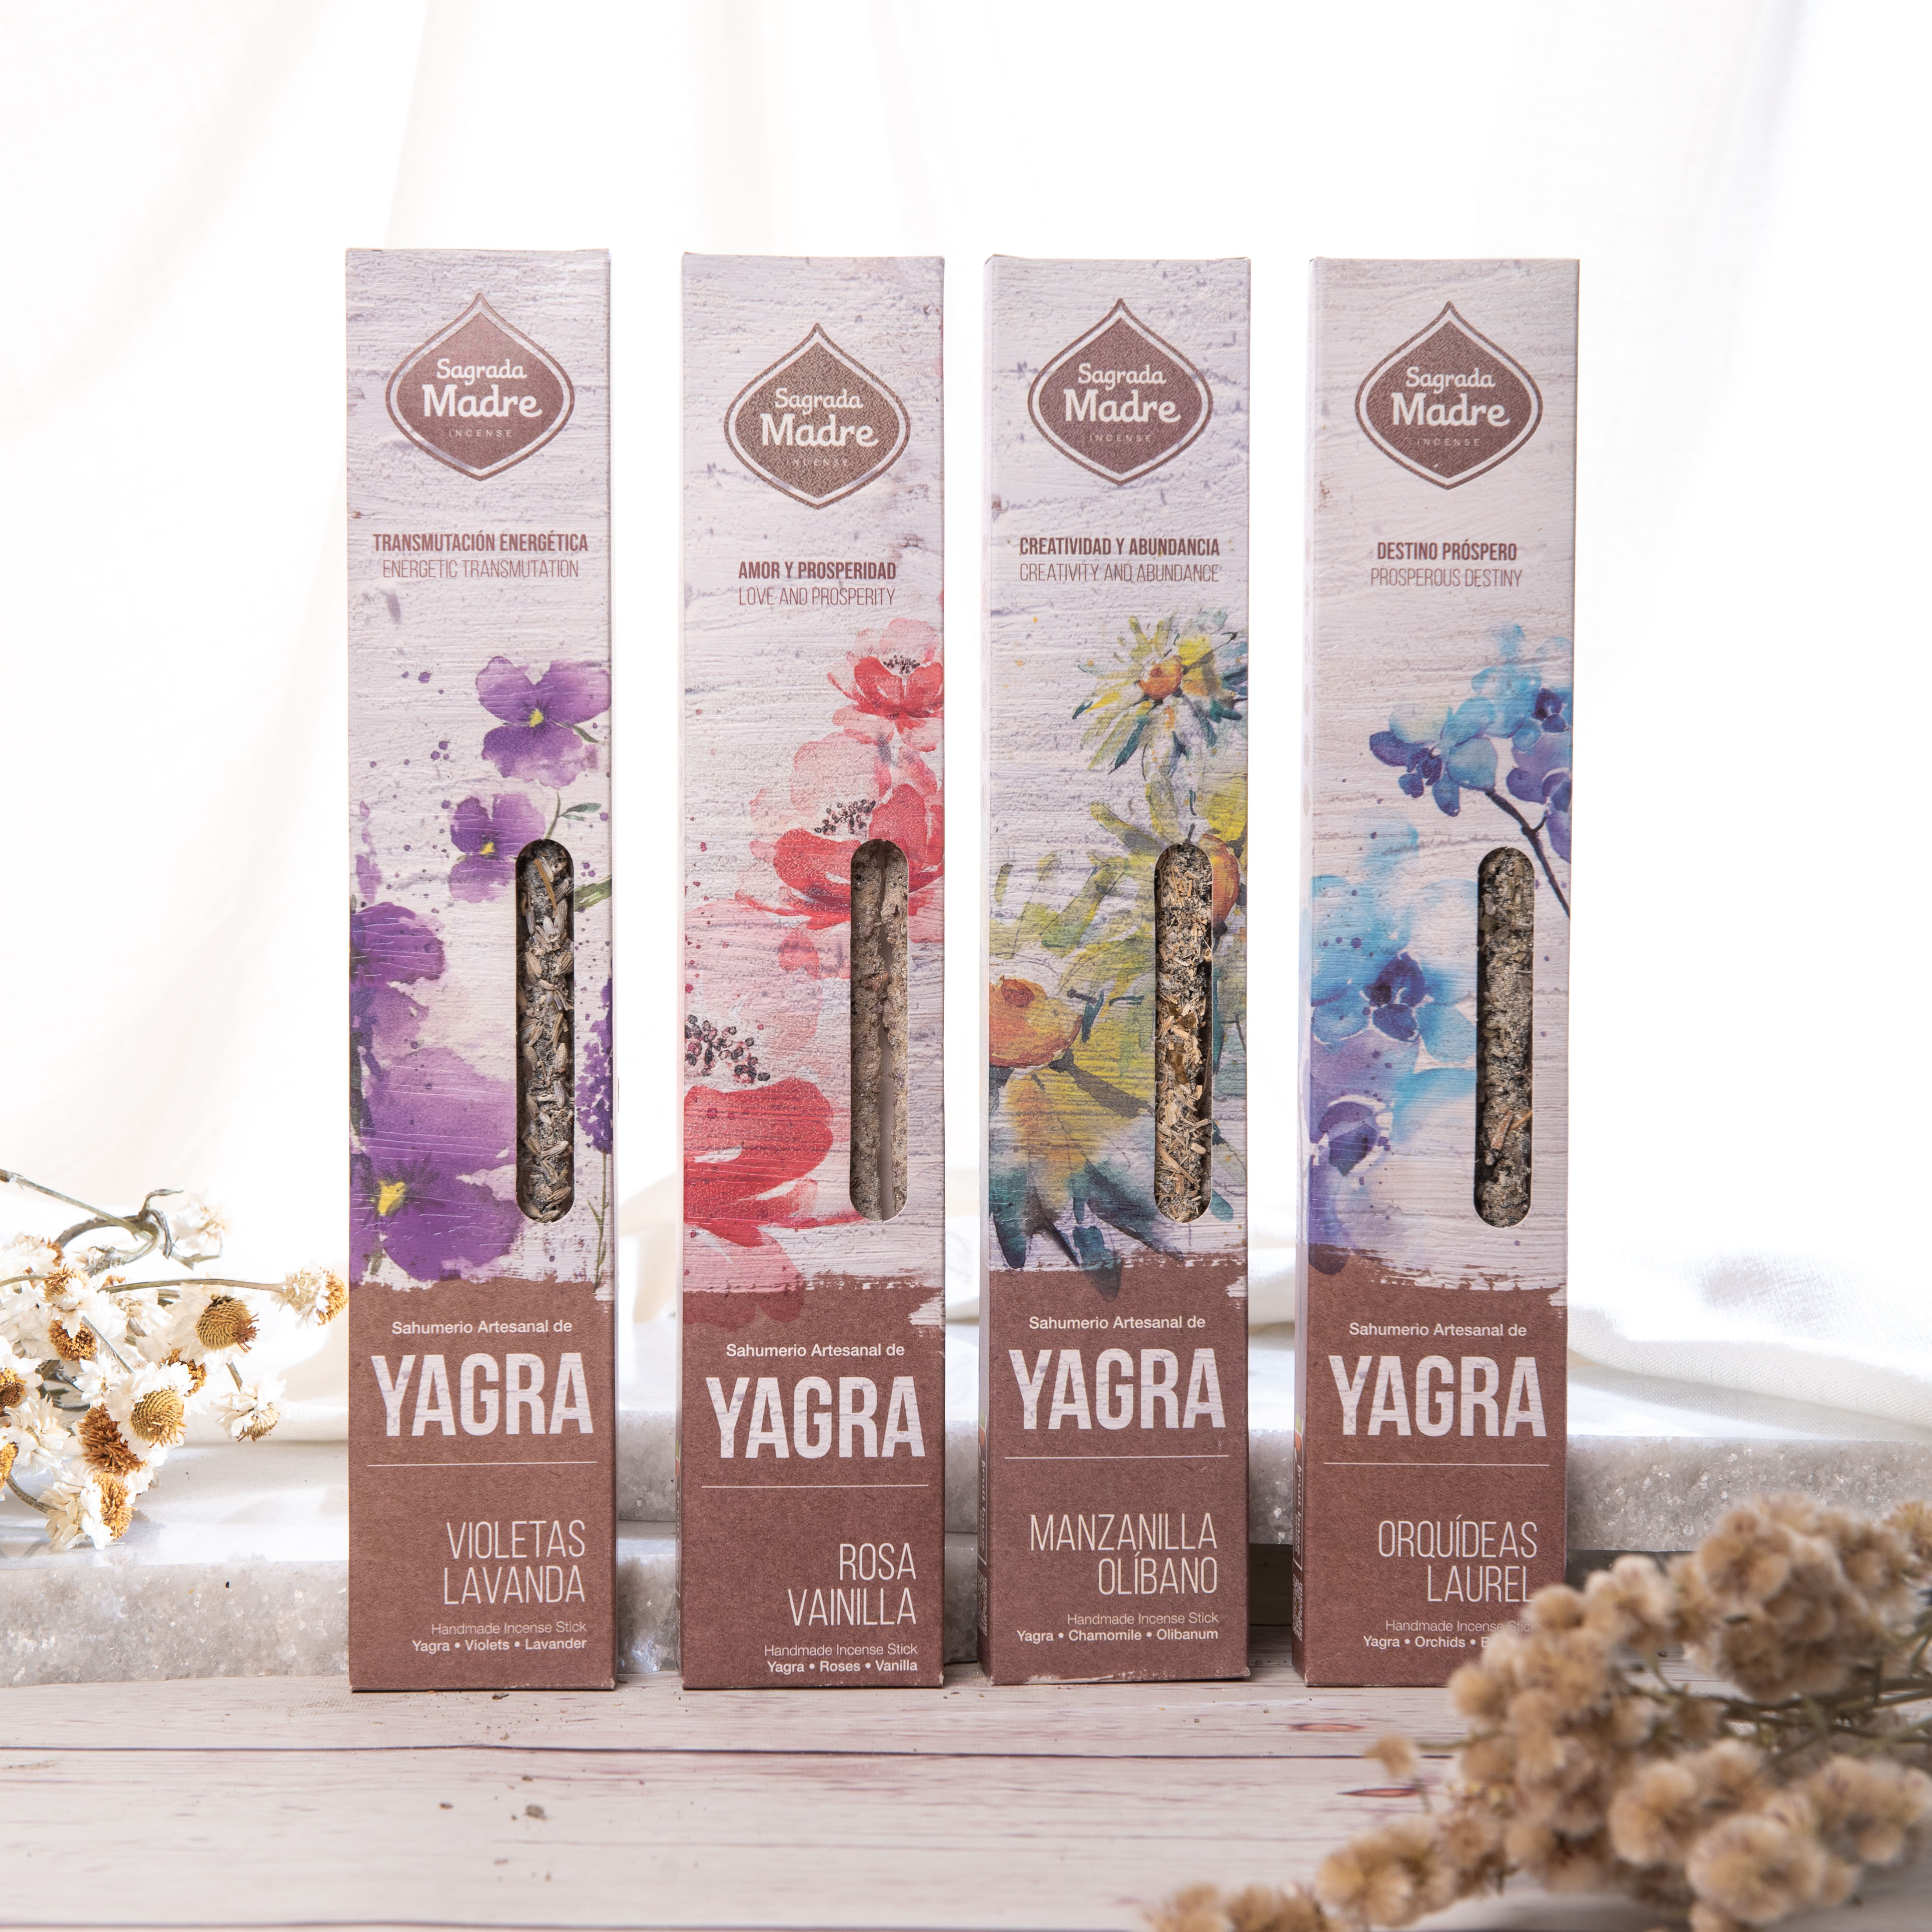 Sagrada
Madre
INCENSE
TRANSMUTACIÓN ENERGÉTICA
ENERGETIC TRANSMUTATION
Sahumerio Artesanal de
YAGRA
VIOLETAS
LAVANDA
Handmade Incense Stick
Yagra • Violets • Lavander
Sagrada
Madre
INCENSE
AMOR Y PROSPERIDAD
LOVE AND PROSPERITY
Sahumerio Artesanal de
YAGRA
ROSA
VAINILLA
Handmade Incense Stick
Yagra • Roses • Vanilla
Sagrada
Madre
INCENSE
CREATIVIDAD Y ABUNDANCIA
CREATIVITY AND ABUNDANCE
Sahumerio Artesanal de
YAGRA
MANZANILLA
OLÍBANO
Handmade Incense Stick
Yagra • Chamomile • Olibanum
Sagrada
Madre
INCENSE
DESTINO PRÓSPERO
PROSPEROUS DESTINY
Sahumerio Artesanal de
YAGRA
ORQUÍDEAS
LAUREL
Handmade Incense Stick
Yagra • Orchids •